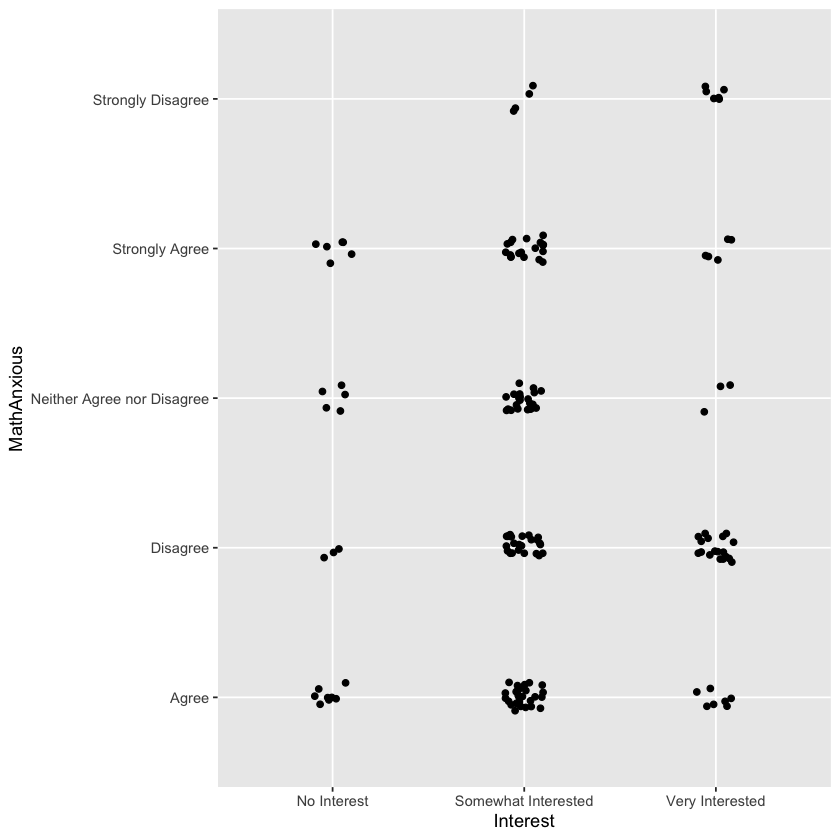 MathAnxious
Strongly Disagree
Strongly Agree
Neither Agree nor Disagree
Disagree
Agree
No Interest
Somewhat Interested
Very Interested
Interest